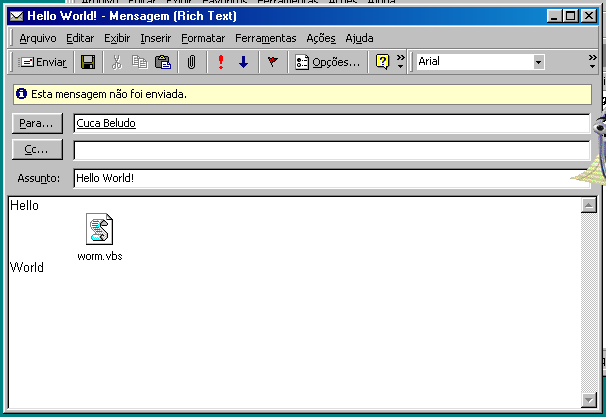 Hello World! - Mensagem (Rich Text)
Arquivo Editar Exibir Inserir Formatar Ferramentas Ações Ajuda
Enviar Opções... Arial
Esta mensagem não foi enviada.
Para... Cuca Beludo
Cc...
Assunto: Hello World!
Hello
worm.vbs
World